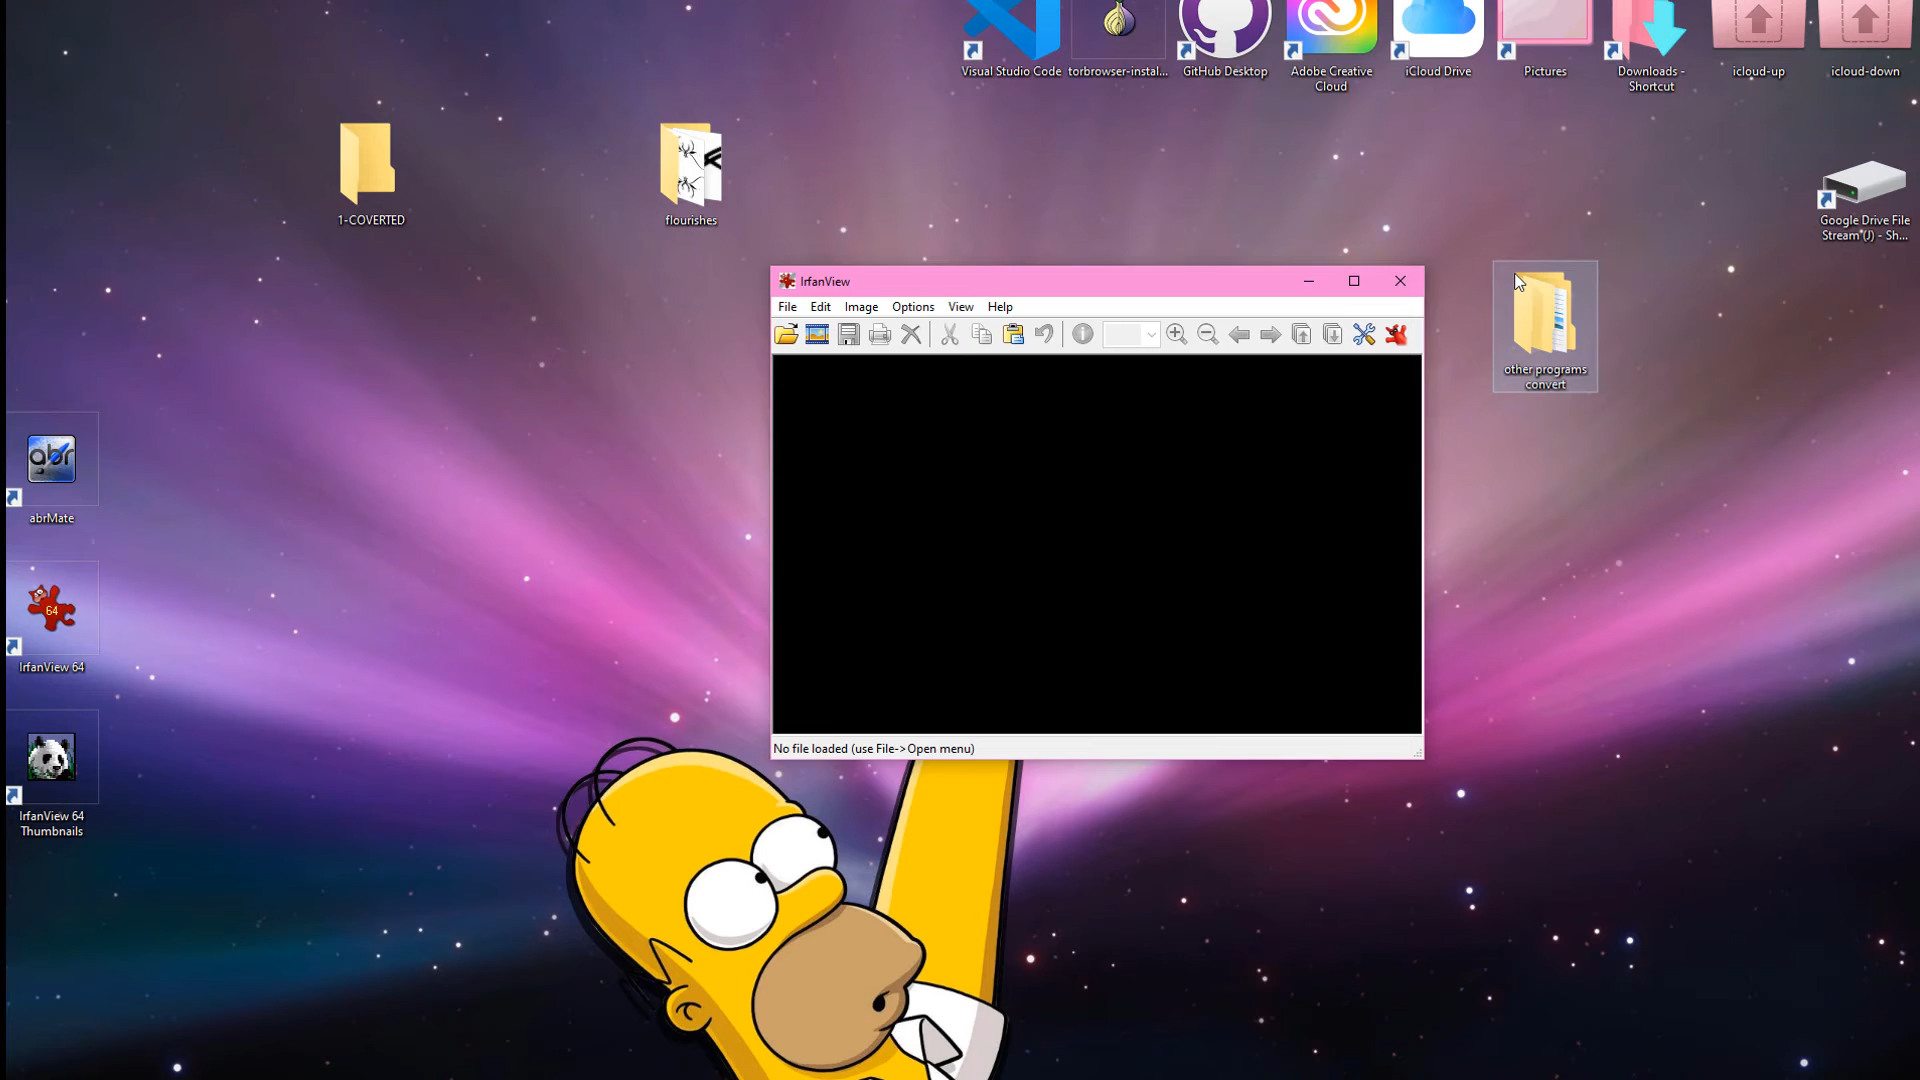 Visual Studio Code
torbrowser-instal...
GitHub Desktop
Adobe Creative
Cloud
iCloud Drive
Pictures
Downloads -
Shortcut
icloud-up
icloud-down
1-COVERTED
flourishes
Google Drive File
Stream (J) - Sh...
IrfanView
File Edit Image Options View Help
other programs
convert
abr
abrMate
64
IrfanView 64
IrfanView 64
Thumbnails
No file loaded (use File->Open menu)